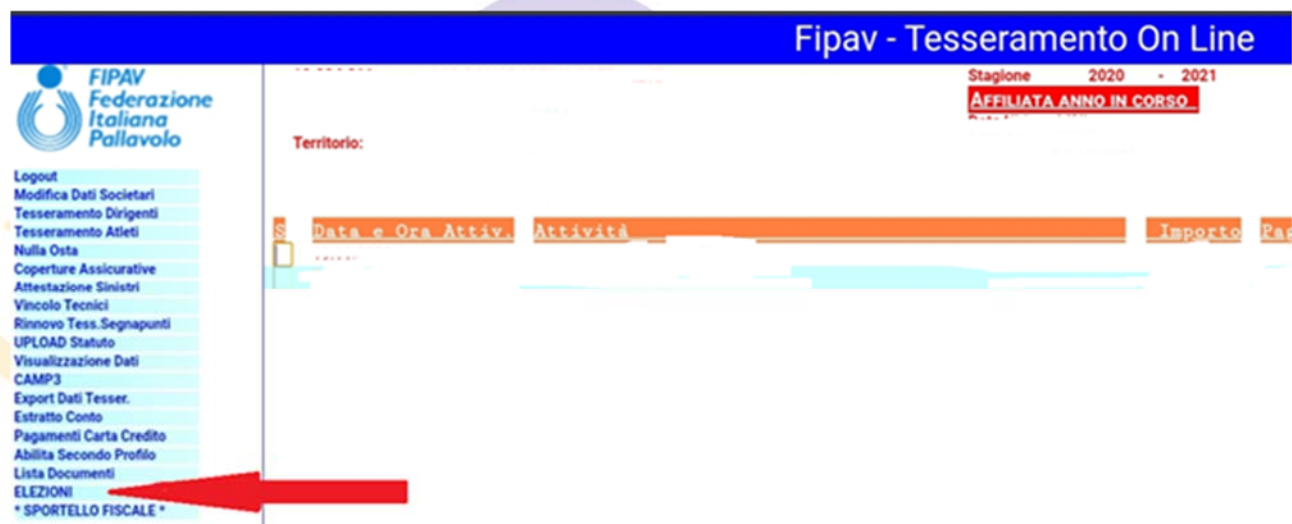 Fipav - Tesseramento On Line
FIPAV
Federazione
Italiana
Pallavolo
Stagione 2020 - 2021
AFFILIATA ANNO IN CORSO
Territorio:
Logout
Modifica Dati Societari
Tesseramento Dirigenti
Tesseramento Atleti
Nulla Osta
Coperture Assicurative
Attestazione Sinistri
Vincolo Tecnici
Rinnovo Tess.Segnapunti
UPLOAD Statuto
Visualizzazione Dati
CAMP3
Export Dati Tesser.
Estratto Conto
Pagamenti Carta Credito
Abilita Secondo Profilo
Lista Documenti
ELEZIONI
* SPORTELLO FISCALE *
S Data e Ora Attiv. Attività Importo Pag